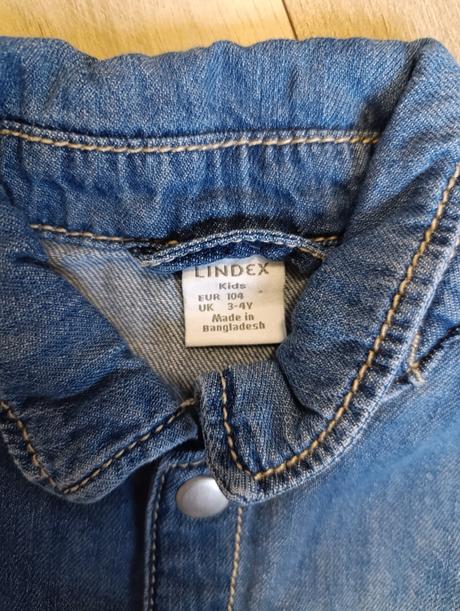 LINDEX
Kids
EUR 104
UK 3-4Y
Made in
Bangladesh